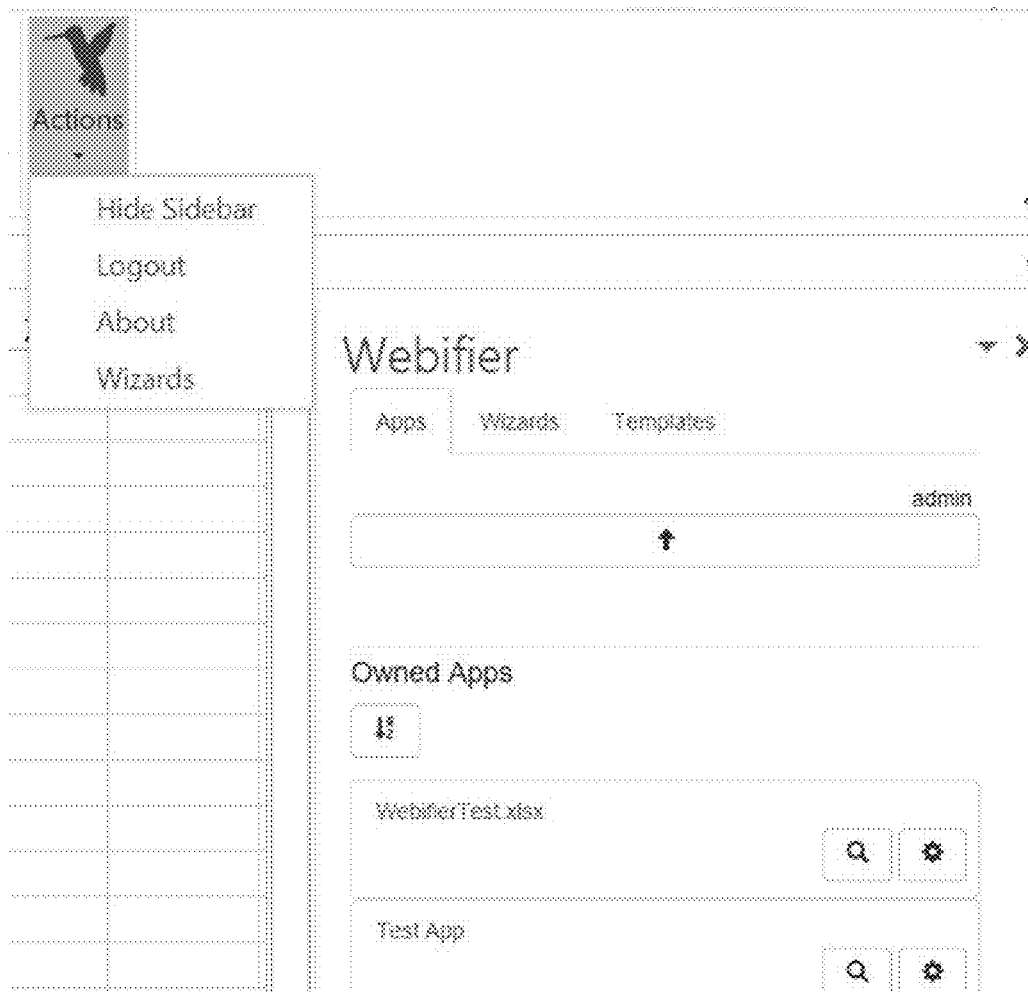 Actions
Hide Sidebar
Logout
About
Wizards
Webifier
Apps Wizards Templates
admin
Owned Apps
WebifierTest.xlsx
Test App